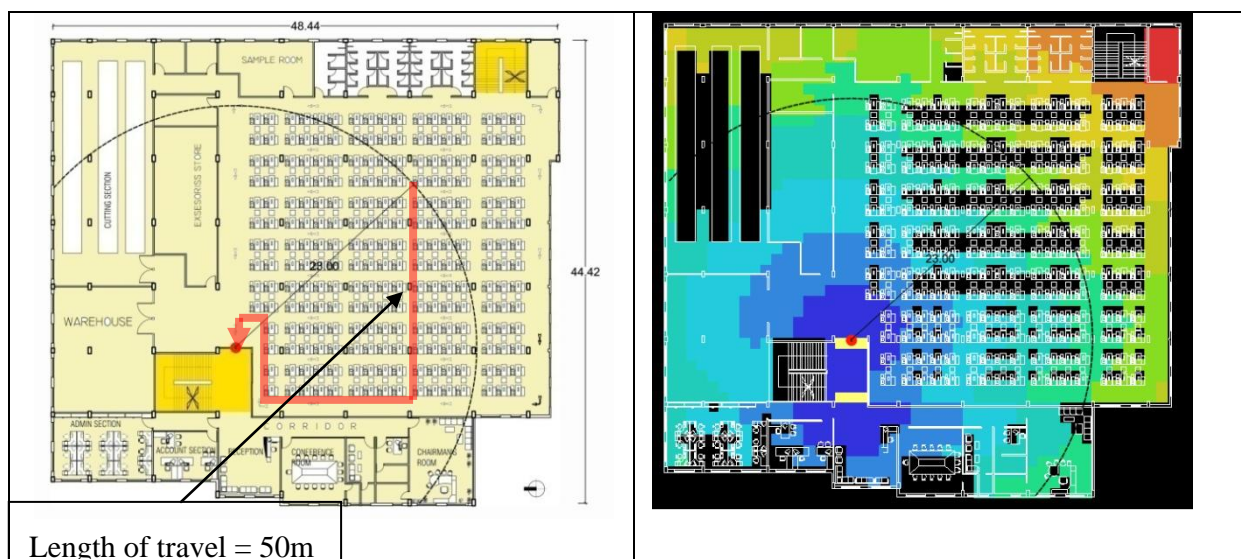 48.44
SAMPLE ROOM
CUTTING SECTION
EXSESORISS STORE
23.00
44.42
WAREHOUSE
CORRIDOR
ADMIN SECTION
ACCOUNT SECTION
RECEPTION
CONFERENCE
ROOM
CHAIRMANS
ROOM
Length of travel = 50m
23.00